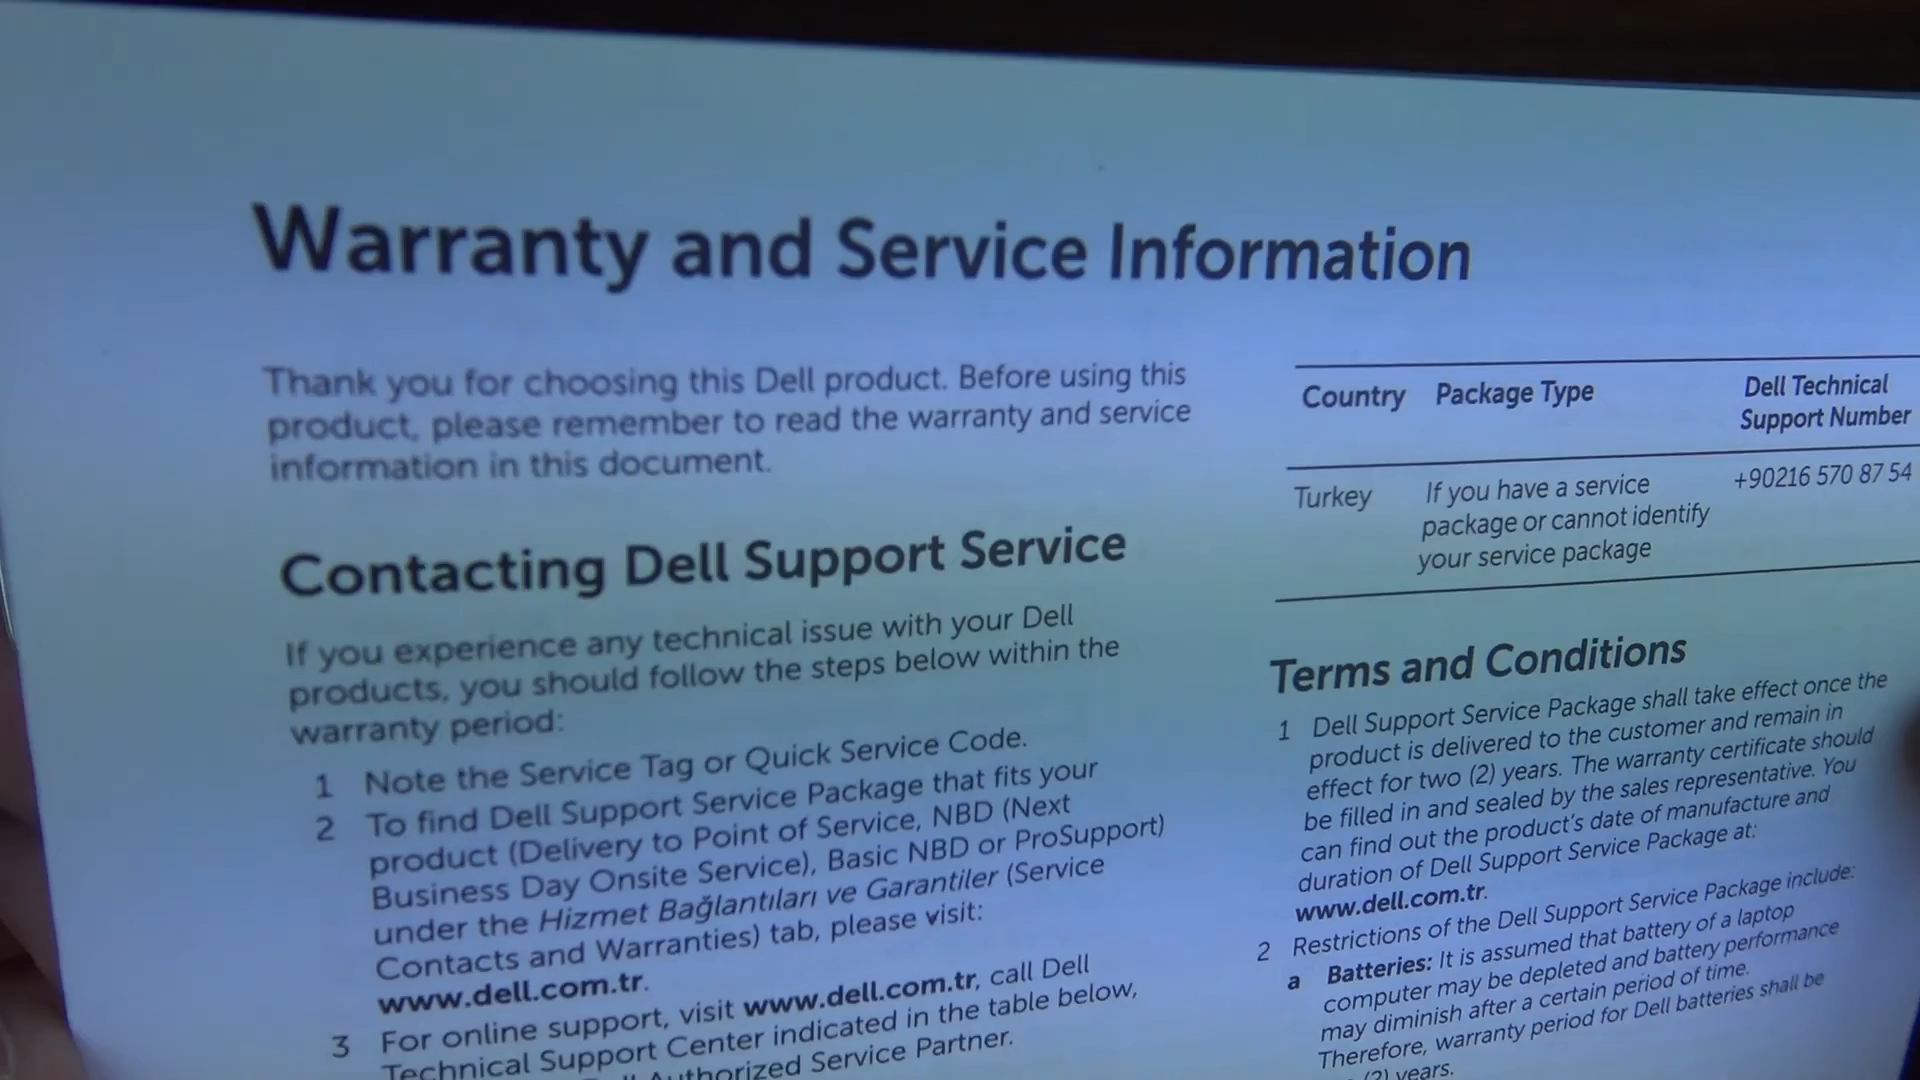 Warranty and Service Information
Thank you for choosing this Dell product. Before using this
product, please remember to read the warranty and service
information in this document.
Contacting Dell Support Service
If you experience any technical issue with your Dell
products, you should follow the steps below within the
warranty period:
1 Note the Service Tag or Quick Service Code.
2 To find Dell Support Service Package that fits your
product (Delivery to Point of Service, NBD (Next
Business Day Onsite Service), Basic NBD or ProSupport)
under the Hizmet Bağlantıları ve Garantiler (Service
Contacts and Warranties) tab, please visit:
www.dell.com.tr.
3 For online support, visit www.dell.com.tr, call Dell
Technical Support Center indicated in the table below,
Authorized Service Partner.
Country Package Type Dell Technical
Support Number
Turkey If you have a service +90216 570 87 54
package or cannot identify
your service package
Terms and Conditions
1 Dell Support Service Package shall take effect once the
product is delivered to the customer and remain in
effect for two (2) years. The warranty certificate should
be filled in and sealed by the sales representative. You
can find out the product's date of manufacture and
duration of Dell Support Service Package at:
www.dell.com.tr.
2 Restrictions of the Dell Support Service Package include:
a Batteries: It is assumed that battery of a laptop
computer may be depleted and battery performance
may diminish after a certain period of time.
Therefore, warranty period for Dell batteries shall be
(2) years.